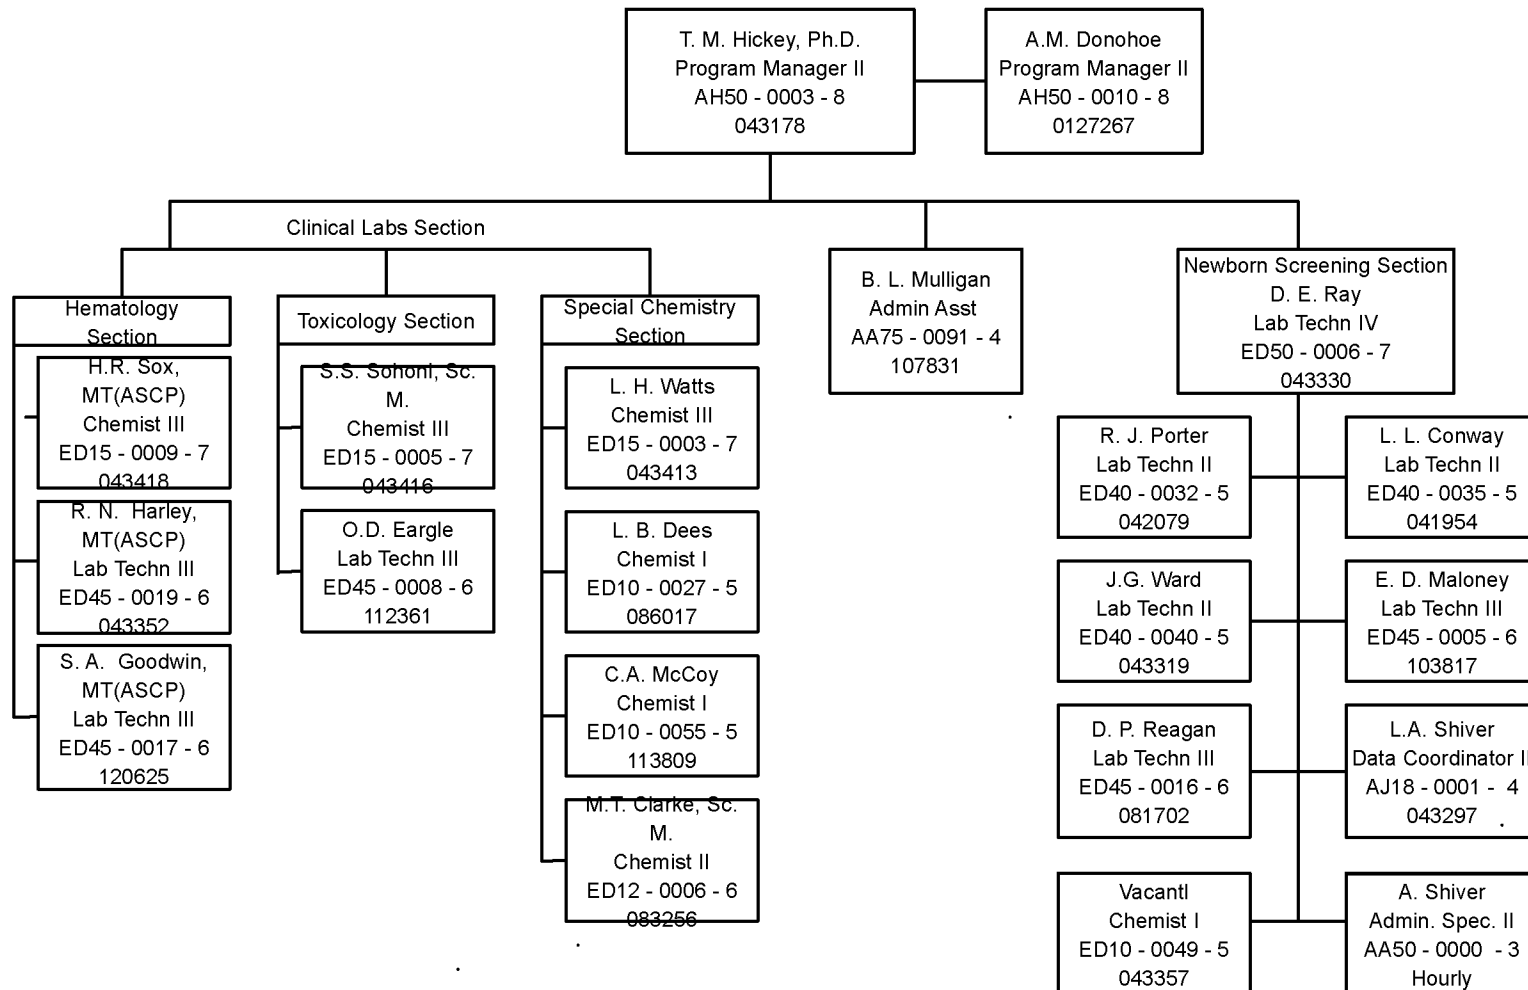 T. M. Hickey, Ph.D.
Program Manager II
AH50 - 0003 - 8
043178
A.M. Donohoe
Program Manager II
AH50 - 0010 - 8
0127267
Clinical Labs Section
Hematology
Section
H.R. Sox,
MT(ASCP)
Chemist III
ED15 - 0009 - 7
043418
R. N. Harley,
MT(ASCP)
Lab Techn III
ED45 - 0019 - 6
043352
S. A. Goodwin,
MT(ASCP)
Lab Techn III
ED45 - 0017 - 6
120625
Toxicology Section
S.S. Sohoni, Sc.
M.
Chemist III
ED15 - 0005 - 7
043416
O.D. Eargle
Lab Techn III
ED45 - 0008 - 6
112361
Special Chemistry
Section
L. H. Watts
Chemist III
ED15 - 0003 - 7
043413
L. B. Dees
Chemist I
ED10 - 0027 - 5
086017
C.A. McCoy
Chemist I
ED10 - 0055 - 5
113809
M.T. Clarke, Sc.
M.
Chemist II
ED12 - 0006 - 6
083256
B. L. Mulligan
Admin Asst
AA75 - 0091 - 4
107831
Newborn Screening Section
D. E. Ray
Lab Techn IV
ED50 - 0006 - 7
043330
R. J. Porter
Lab Techn II
ED40 - 0032 - 5
042079
L. L. Conway
Lab Techn II
ED40 - 0035 - 5
041954
J.G. Ward
Lab Techn II
ED40 - 0040 - 5
043319
E. D. Maloney
Lab Techn III
ED45 - 0005 - 6
103817
D. P. Reagan
Lab Techn III
ED45 - 0016 - 6
081702
L.A. Shiver
Data Coordinator II
AJ18 - 0001 - 4
043297
Vacantl
Chemist I
ED10 - 0049 - 5
043357
A. Shiver
Admin. Spec. II
AA50 - 0000 - 3
Hourly